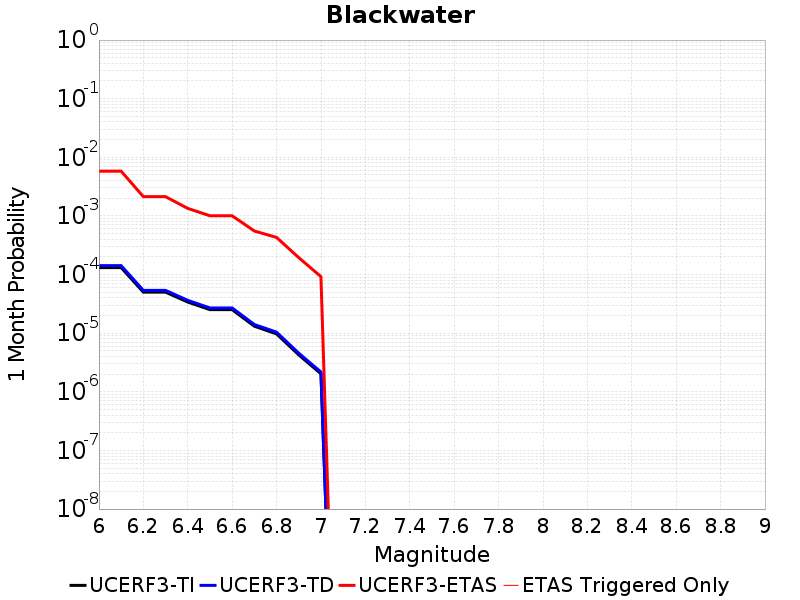 Blackwater
10^0
10^-1
10^-2
10^-3
10^-4
10^-5
10^-6
10^-7
10^-8
1 Month Probability
6 6.2 6.4 6.6 6.8 7 7.2 7.4 7.6 7.8 8 8.2 8.4 8.6 8.8 9
Magnitude
UCERF3-TI UCERF3-TD UCERF3-ETAS ETAS Triggered Only